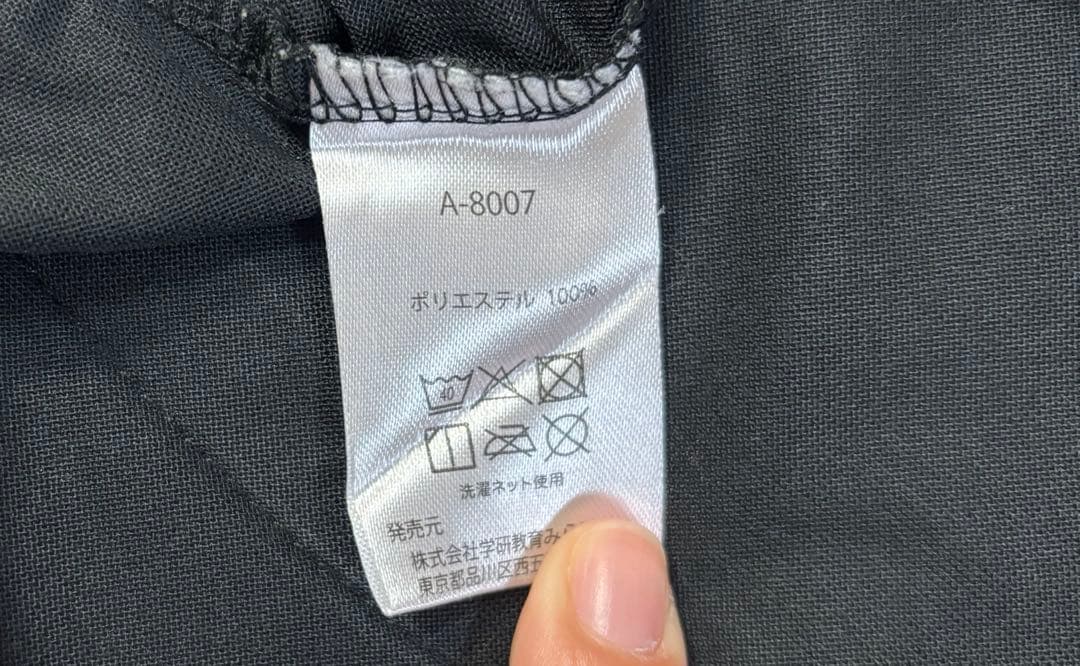 A-8007
ポリエステル 100%
40
洗濯ネット使用
発売元
株式会社学研教育み
東京都品川区西五